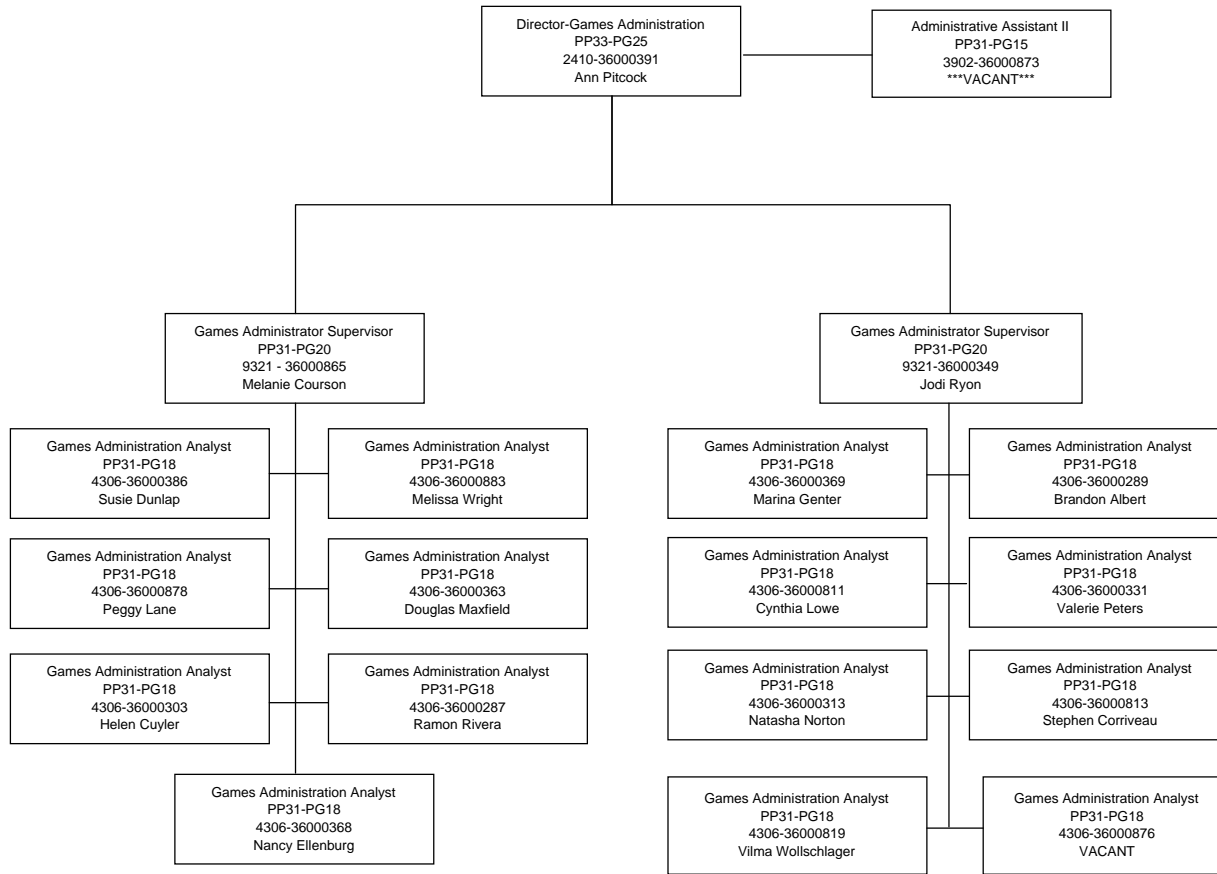 Director-Games Administration
PP33-PG25
2410-36000391
Ann Pitcock
Administrative Assistant II
PP31-PG15
3902-36000873
***VACANT***
Games Administrator Supervisor
PP31-PG20
9321 - 36000865
Melanie Courson
Games Administrator Supervisor
PP31-PG20
9321-36000349
Jodi Ryon
Games Administration Analyst
PP31-PG18
4306-36000386
Susie Dunlap
Games Administration Analyst
PP31-PG18
4306-36000883
Melissa Wright
Games Administration Analyst
PP31-PG18
4306-36000369
Marina Genter
Games Administration Analyst
PP31-PG18
4306-36000289
Brandon Albert
Games Administration Analyst
PP31-PG18
4306-36000878
Peggy Lane
Games Administration Analyst
PP31-PG18
4306-36000363
Douglas Maxfield
Games Administration Analyst
PP31-PG18
4306-36000811
Cynthia Lowe
Games Administration Analyst
PP31-PG18
4306-36000331
Valerie Peters
Games Administration Analyst
PP31-PG18
4306-36000303
Helen Cuyler
Games Administration Analyst
PP31-PG18
4306-36000287
Ramon Rivera
Games Administration Analyst
PP31-PG18
4306-36000313
Natasha Norton
Games Administration Analyst
PP31-PG18
4306-36000813
Stephen Corriveau
Games Administration Analyst
PP31-PG18
4306-36000368
Nancy Ellenburg
Games Administration Analyst
PP31-PG18
4306-36000819
Vilma Wollschlager
Games Administration Analyst
PP31-PG18
4306-36000876
VACANT